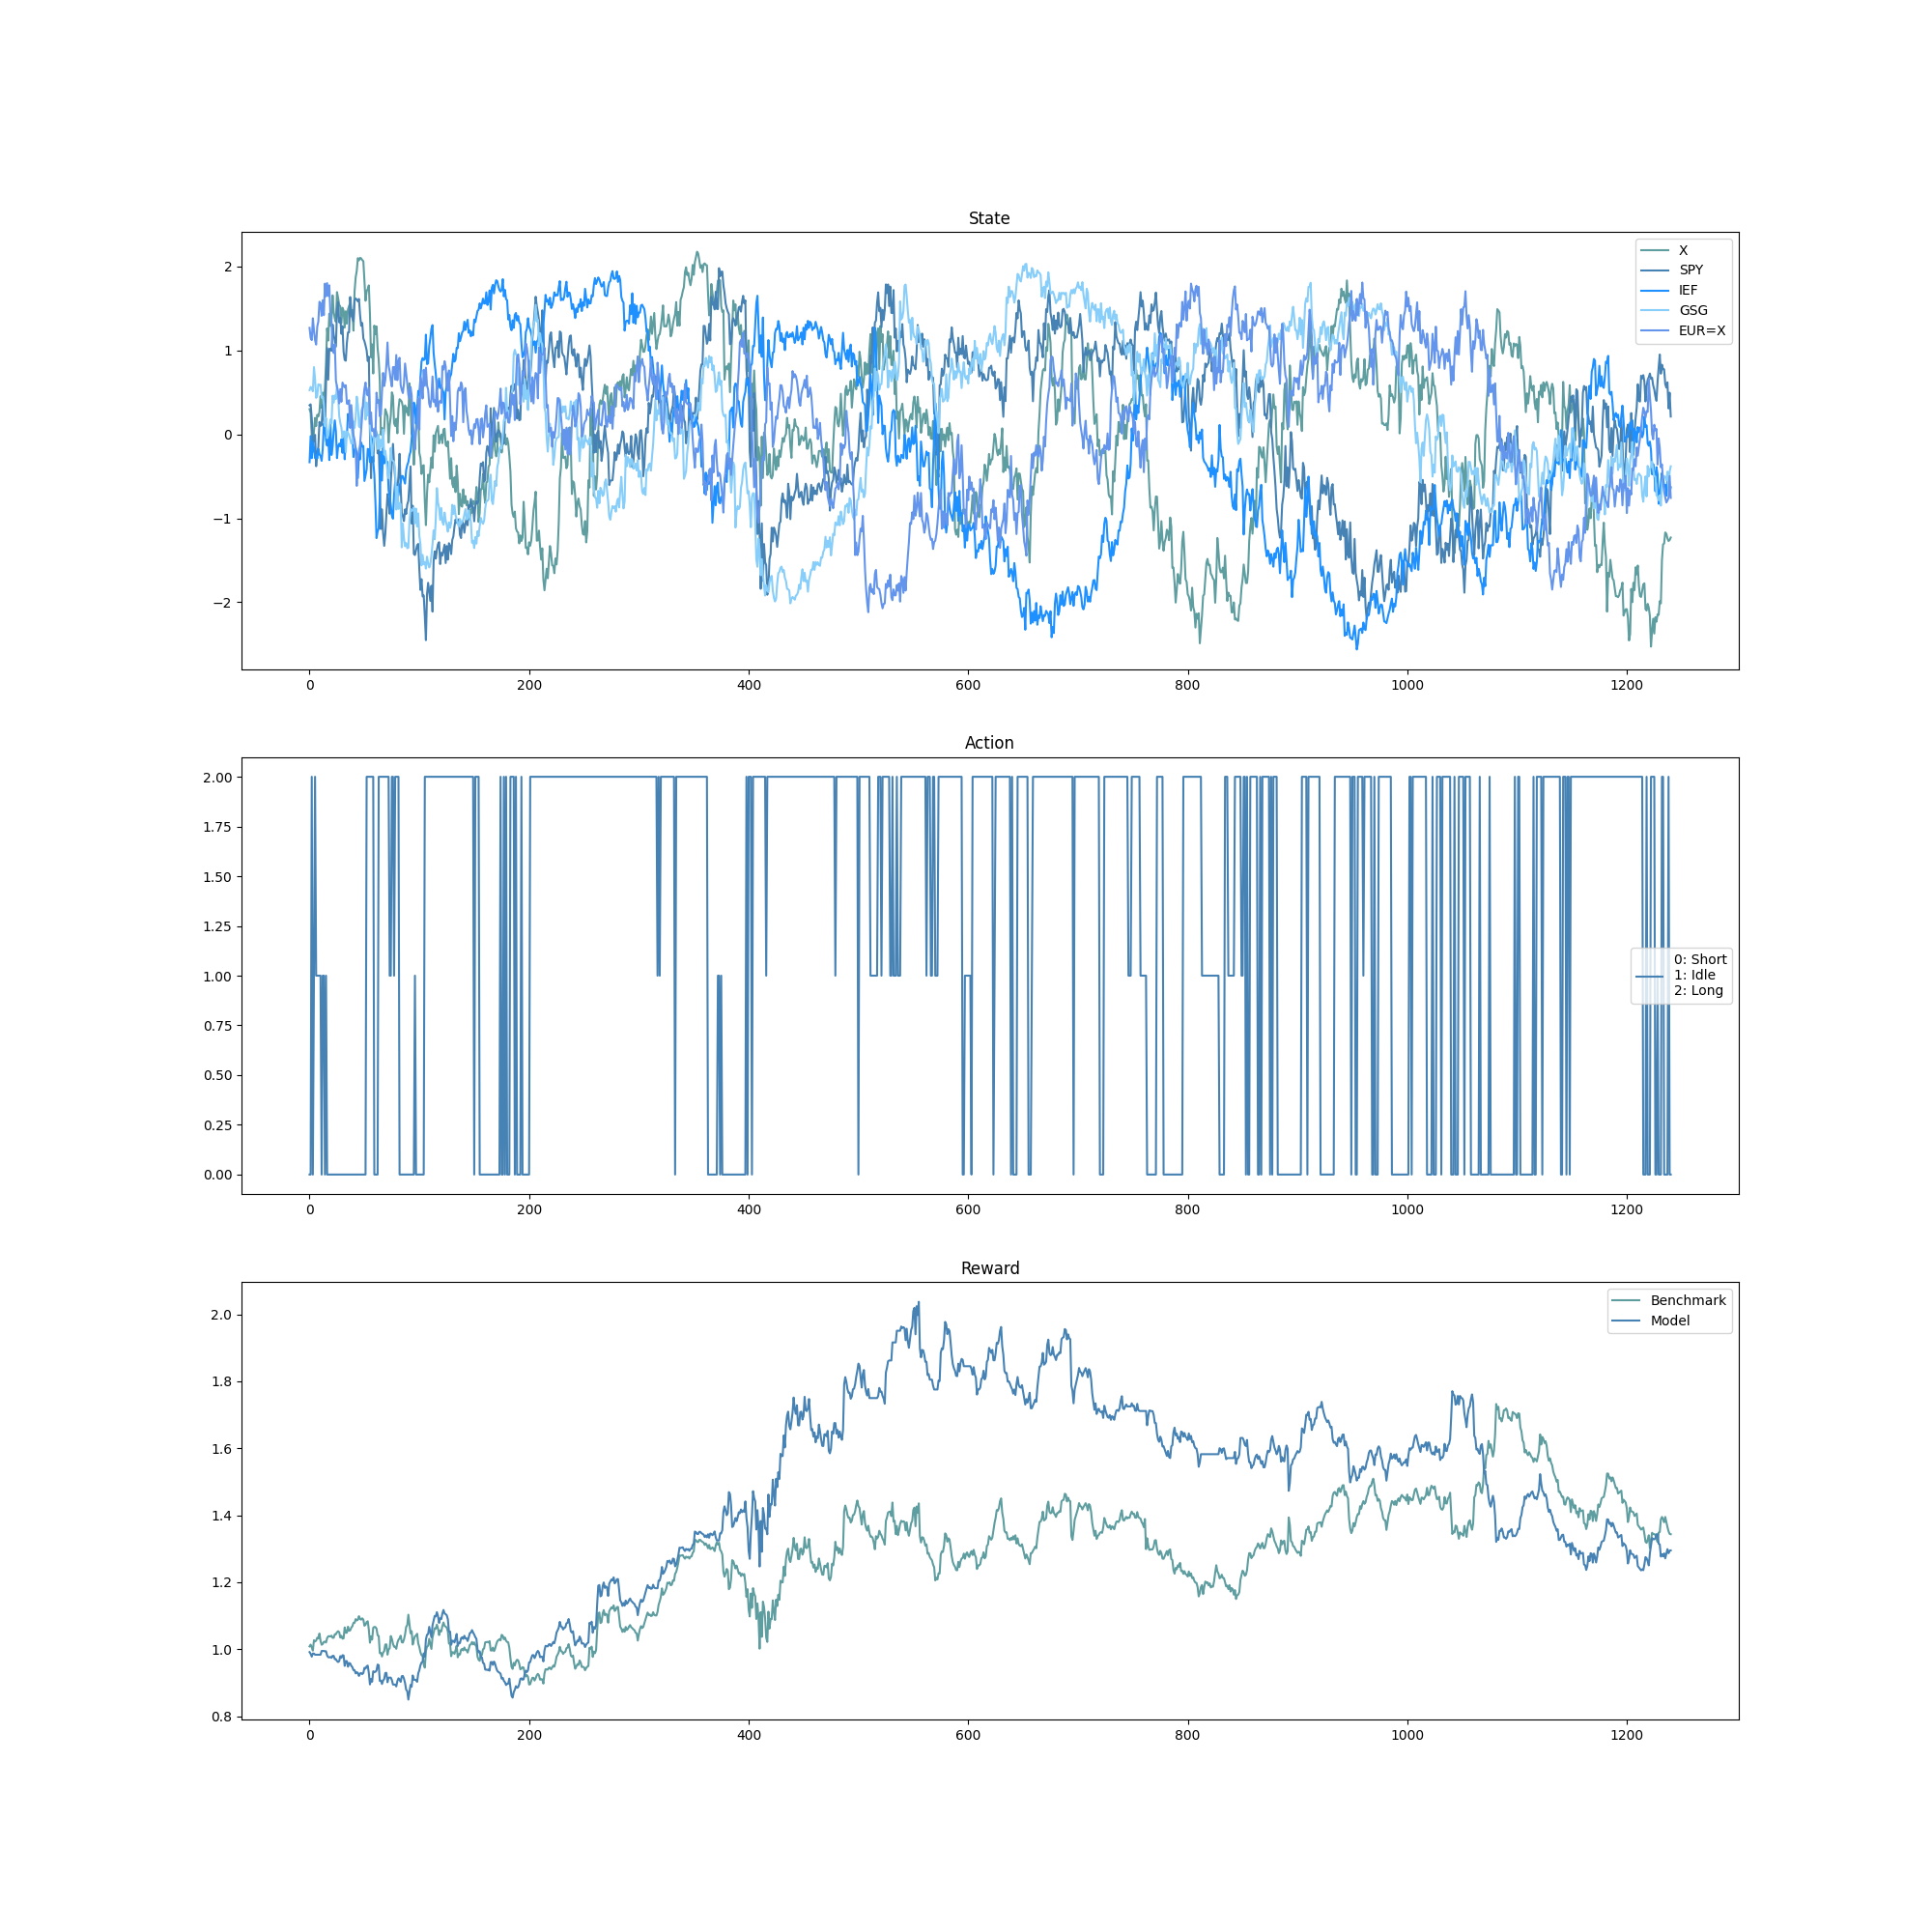 State
2
1
0
−1
−2
0 200 400 600 800 1000 1200
X
SPY
IEF
GSG
EUR=X
Action
2.00
1.75
1.50
1.25
1.00
0.75
0.50
0.25
0.00
0 200 400 600 800 1000 1200
0: Short
1: Idle
2: Long
Reward
2.0
1.8
1.6
1.4
1.2
1.0
0.8
0 200 400 600 800 1000 1200
Benchmark
Model